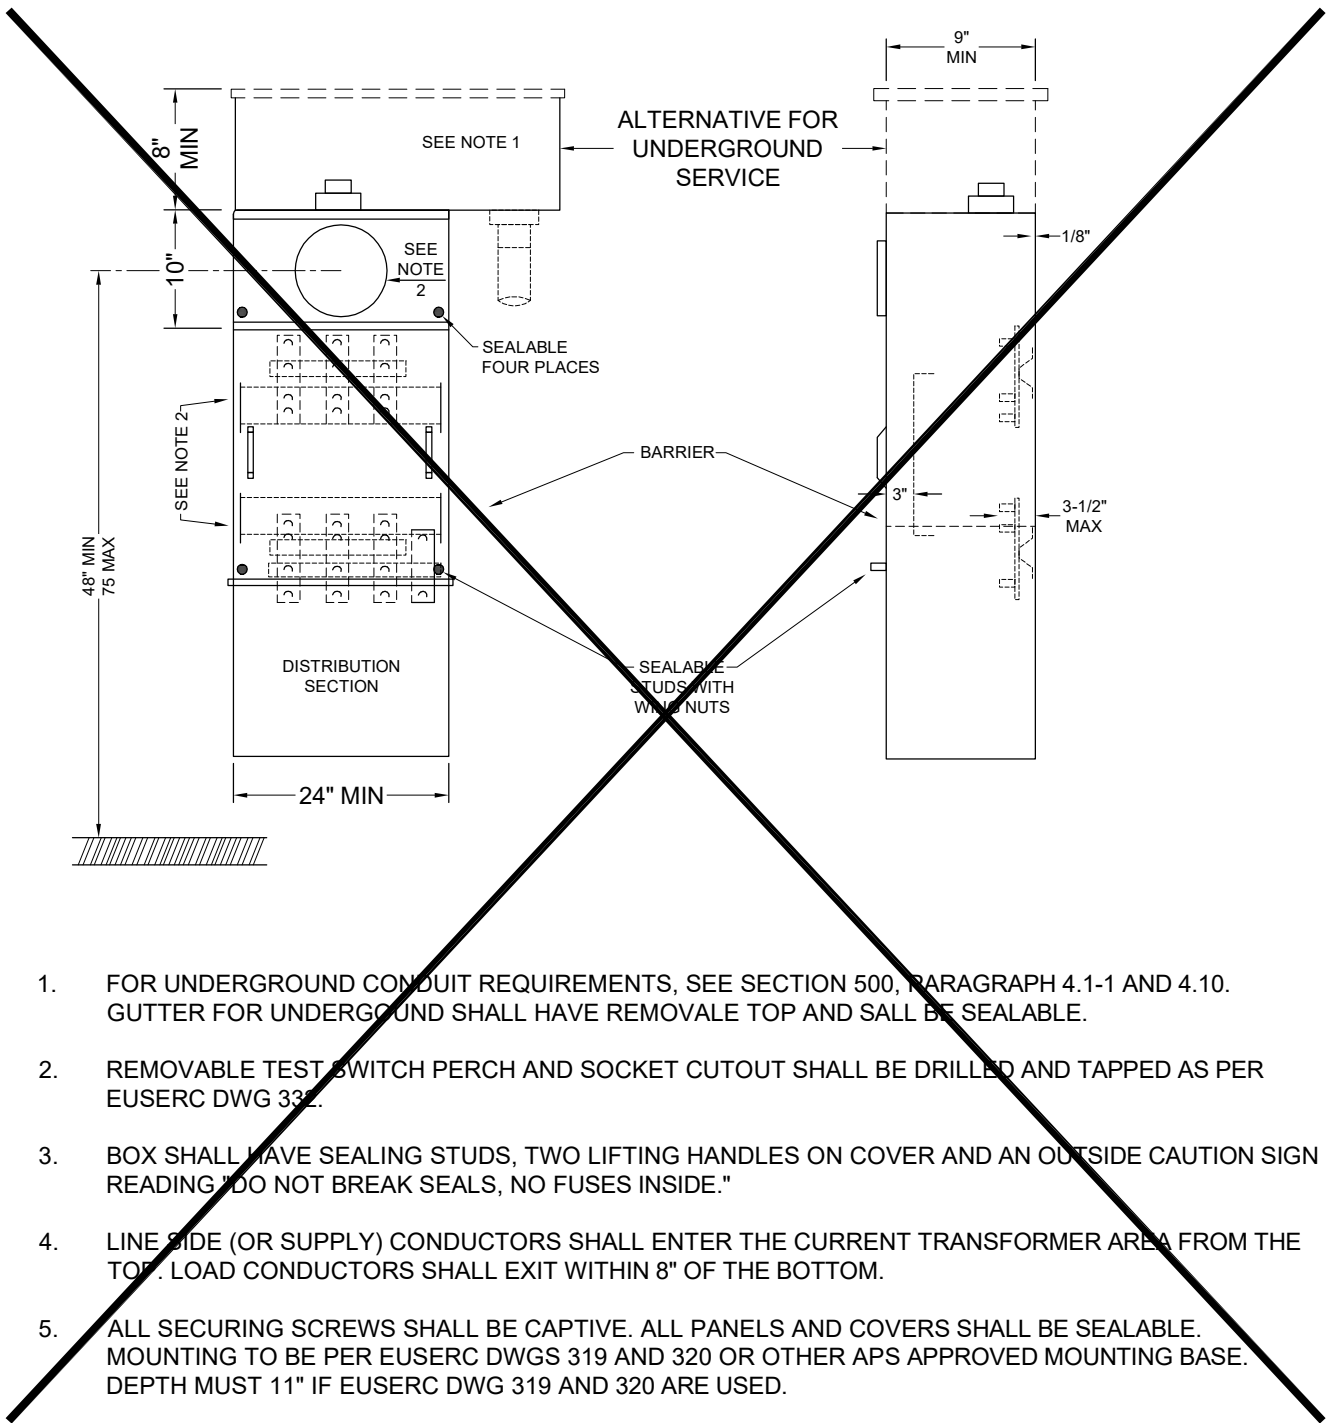 9"
MIN
8"
MIN
SEE NOTE 1
ALTERNATIVE FOR
UNDERGROUND
SERVICE
10"
SEE
NOTE
2
1/8"
SEALABLE
FOUR PLACES
SEE NOTE 2
BARRIER
3"
3-1/2"
MAX
48" MIN
75 MAX
DISTRIBUTION
SECTION
SEALABLE
STUDS WITH
WING NUTS
24" MIN
1. FOR UNDERGROUND CONDUIT REQUIREMENTS, SEE SECTION 500, PARAGRAPH 4.1-1 AND 4.10.
GUTTER FOR UNDERGOUND SHALL HAVE REMOVALE TOP AND SALL BE SEALABLE.
2. REMOVABLE TEST SWITCH PERCH AND SOCKET CUTOUT SHALL BE DRILLED AND TAPPED AS PER
EUSERC DWG 332.
3. BOX SHALL HAVE SEALING STUDS, TWO LIFTING HANDLES ON COVER AND AN OUTSIDE CAUTION SIGN
READING "DO NOT BREAK SEALS, NO FUSES INSIDE."
4. LINE SIDE (OR SUPPLY) CONDUCTORS SHALL ENTER THE CURRENT TRANSFORMER AREA FROM THE
TOP. LOAD CONDUCTORS SHALL EXIT WITHIN 8" OF THE BOTTOM.
5. ALL SECURING SCREWS SHALL BE CAPTIVE. ALL PANELS AND COVERS SHALL BE SEALABLE.
MOUNTING TO BE PER EUSERC DWGS 319 AND 320 OR OTHER APS APPROVED MOUNTING BASE.
DEPTH MUST 11" IF EUSERC DWG 319 AND 320 ARE USED.